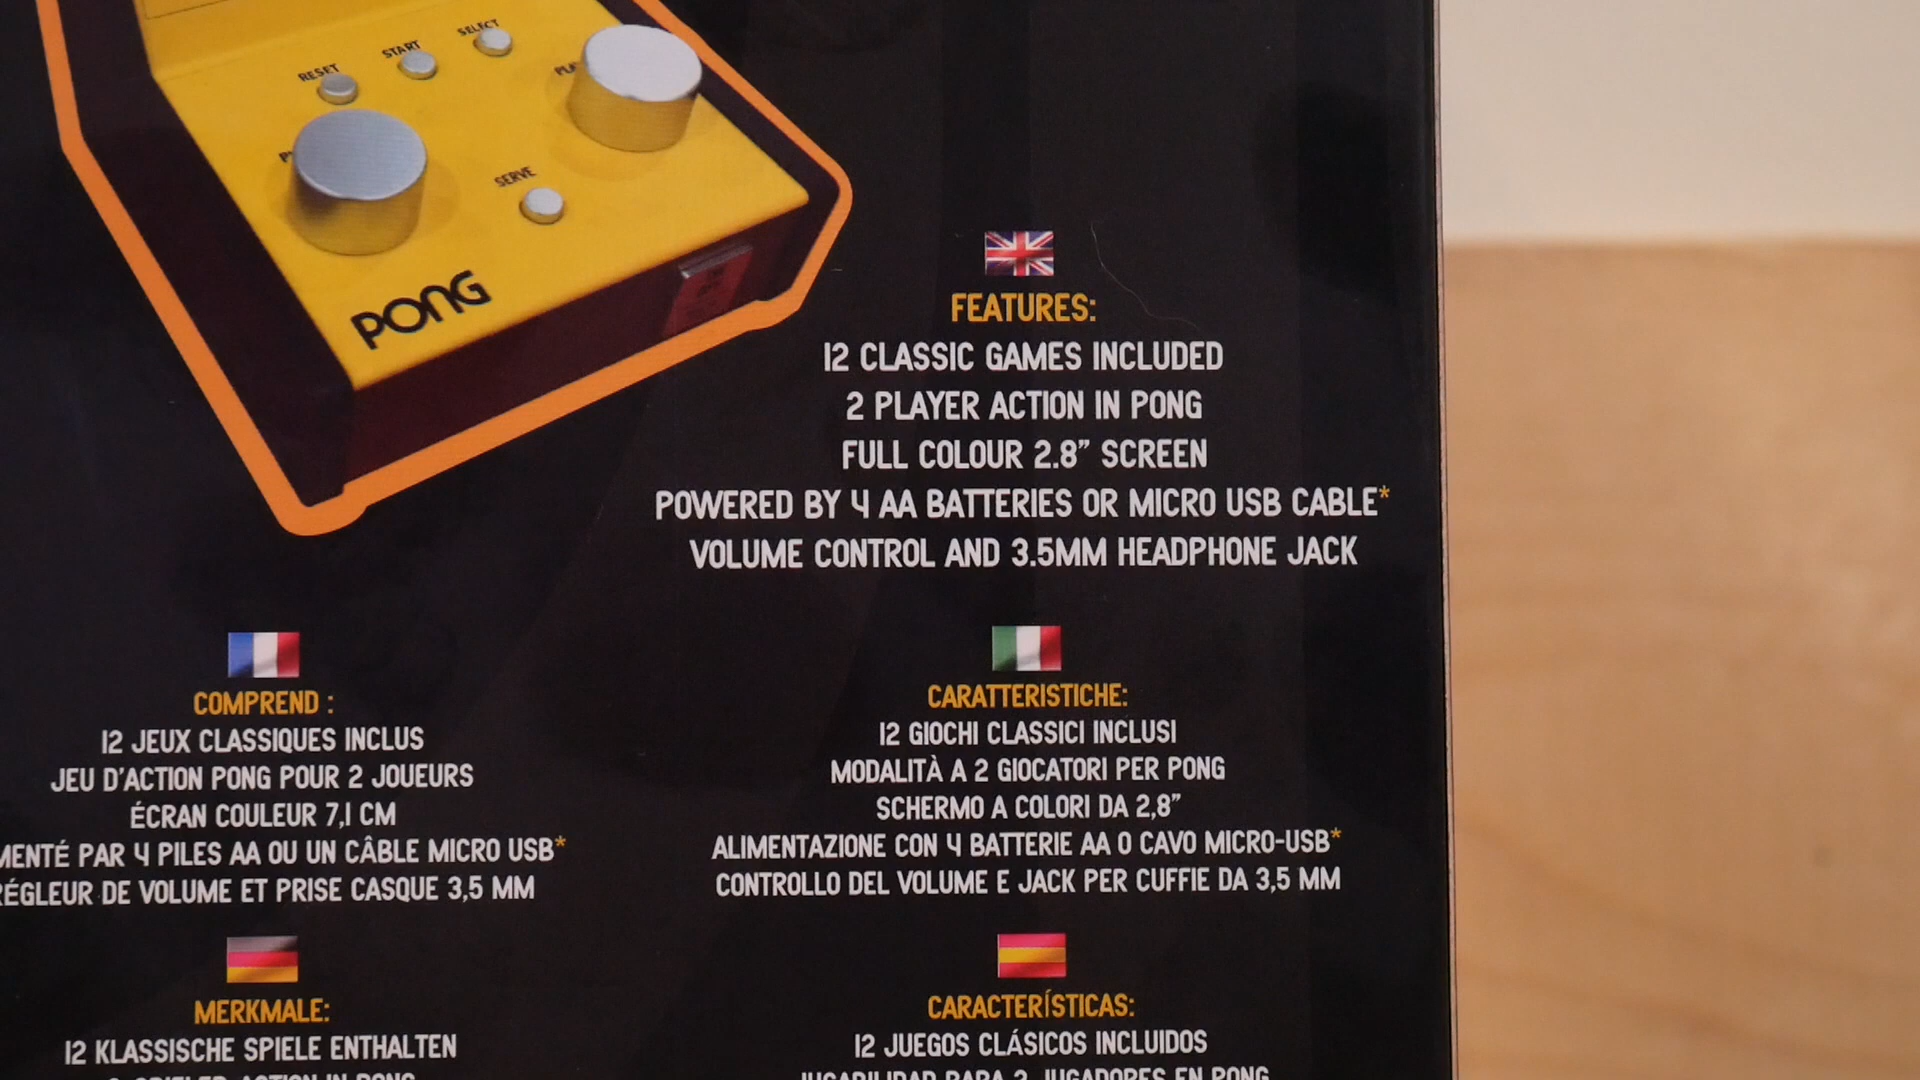 SELECT
START
RESET
SERVE
PONG
FEATURES:
12 CLASSIC GAMES INCLUDED
2 PLAYER ACTION IN PONG
FULL COLOUR 2.8" SCREEN
POWERED BY 4 AA BATTERIES OR MICRO USB CABLE*
VOLUME CONTROL AND 3.5MM HEADPHONE JACK
COMPREND :
12 JEUX CLASSIQUES INCLUS
JEU D'ACTION PONG POUR 2 JOUEURS
ÉCRAN COULEUR 7,1 CM
PAR 4 PILES AA OU UN CÂBLE MICRO USB*
DE VOLUME ET PRISE CASQUE 3,5 MM
CARATTERISTICHE:
12 GIOCHI CLASSICI INCLUSI
MODALITÀ A 2 GIOCATORI PER PONG
SCHERMO A COLORI DA 2,8"
ALIMENTAZIONE CON 4 BATTERIE AA O CAVO MICRO-USB*
CONTROLLO DEL VOLUME E JACK PER CUFFIE DA 3,5 MM
MERKMALE:
12 KLASSISCHE SPIELE ENTHALTEN
CARACTERÍSTICAS:
12 JUEGOS CLÁSICOS INCLUIDOS